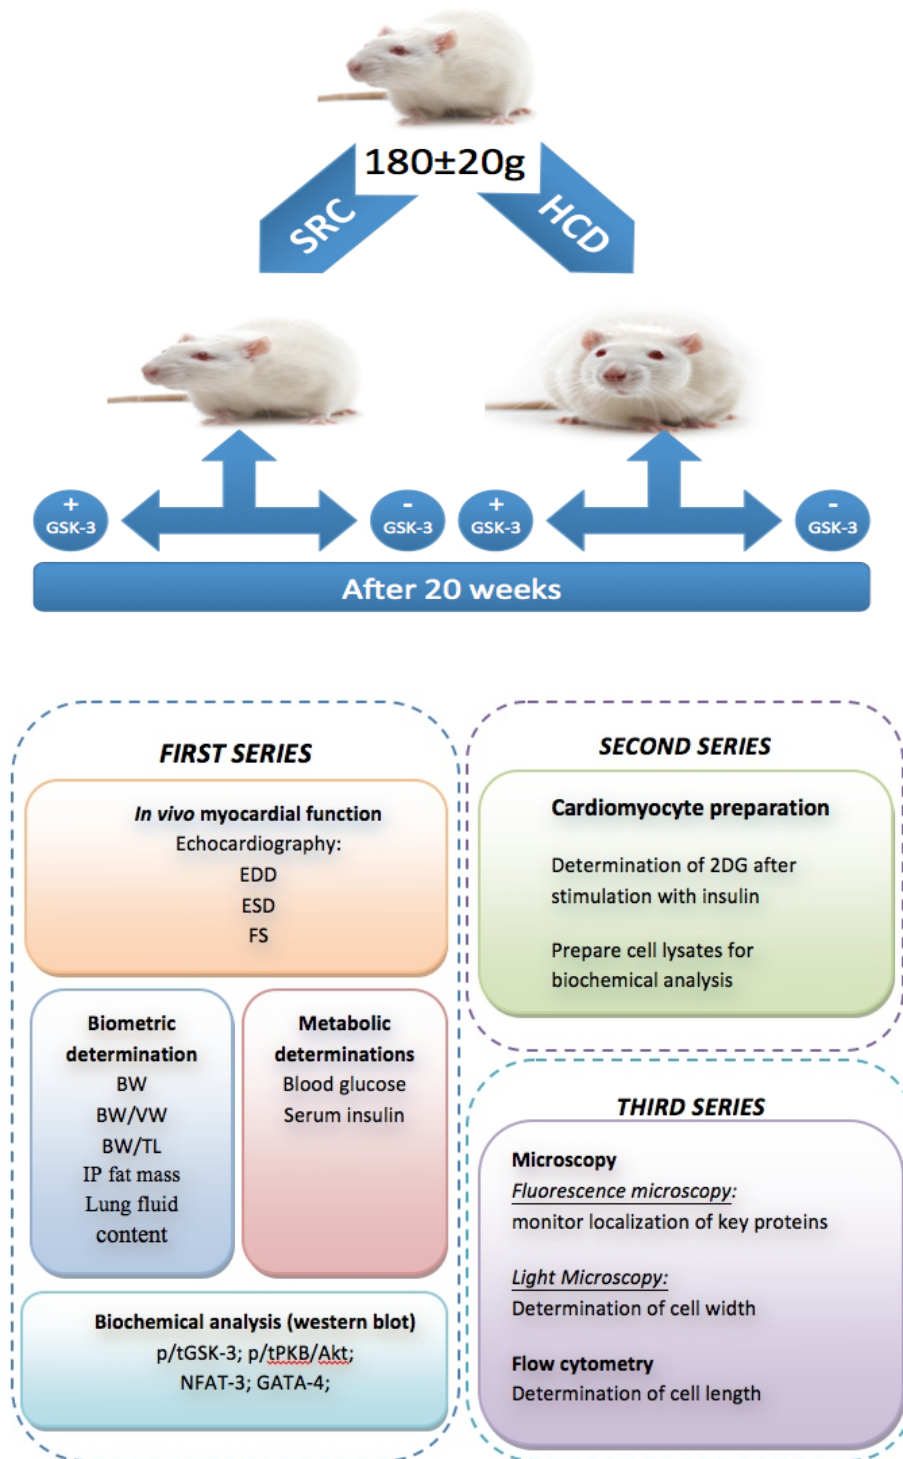 180±20g
SRC
HCD
+
GSK-3
-
GSK-3
+
GSK-3
-
GSK-3
After 20 weeks
FIRST SERIES
In vivo myocardial function
Echocardiography:
EDD
ESD
FS
Biometric
determination
BW
BW/VW
BW/TL
IP fat mass
Lung fluid
content
Metabolic
determinations
Blood glucose
Serum insulin
Biochemical analysis (western blot)
p/tGSK-3; p/tPKB/Akt;
NFAT-3; GATA-4;
SECOND SERIES
Cardiomyocyte preparation
Determination of 2DG after
stimulation with insulin
Prepare cell lysates for
biochemical analysis
THIRD SERIES
Microscopy
Fluorescence microscopy:
monitor localization of key proteins
Light Microscopy:
Determination of cell width
Flow cytometry
Determination of cell length